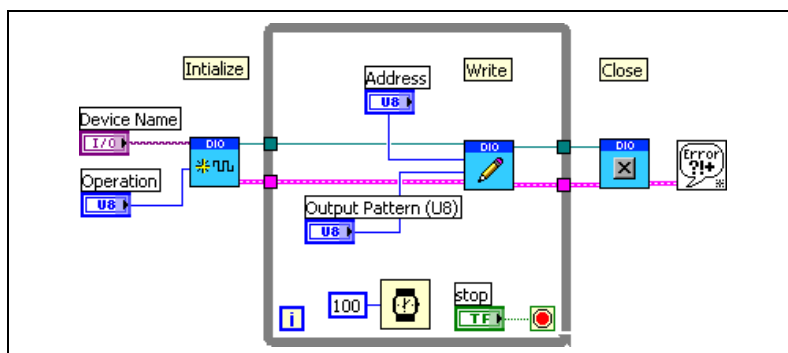 Intialize
Address
Write
Close
U8
Device Name
I/O
DIO
DIO
DIO
Error
?!+
Operation
U8
Output Pattern (U8)
U8
100
stop
TF
i